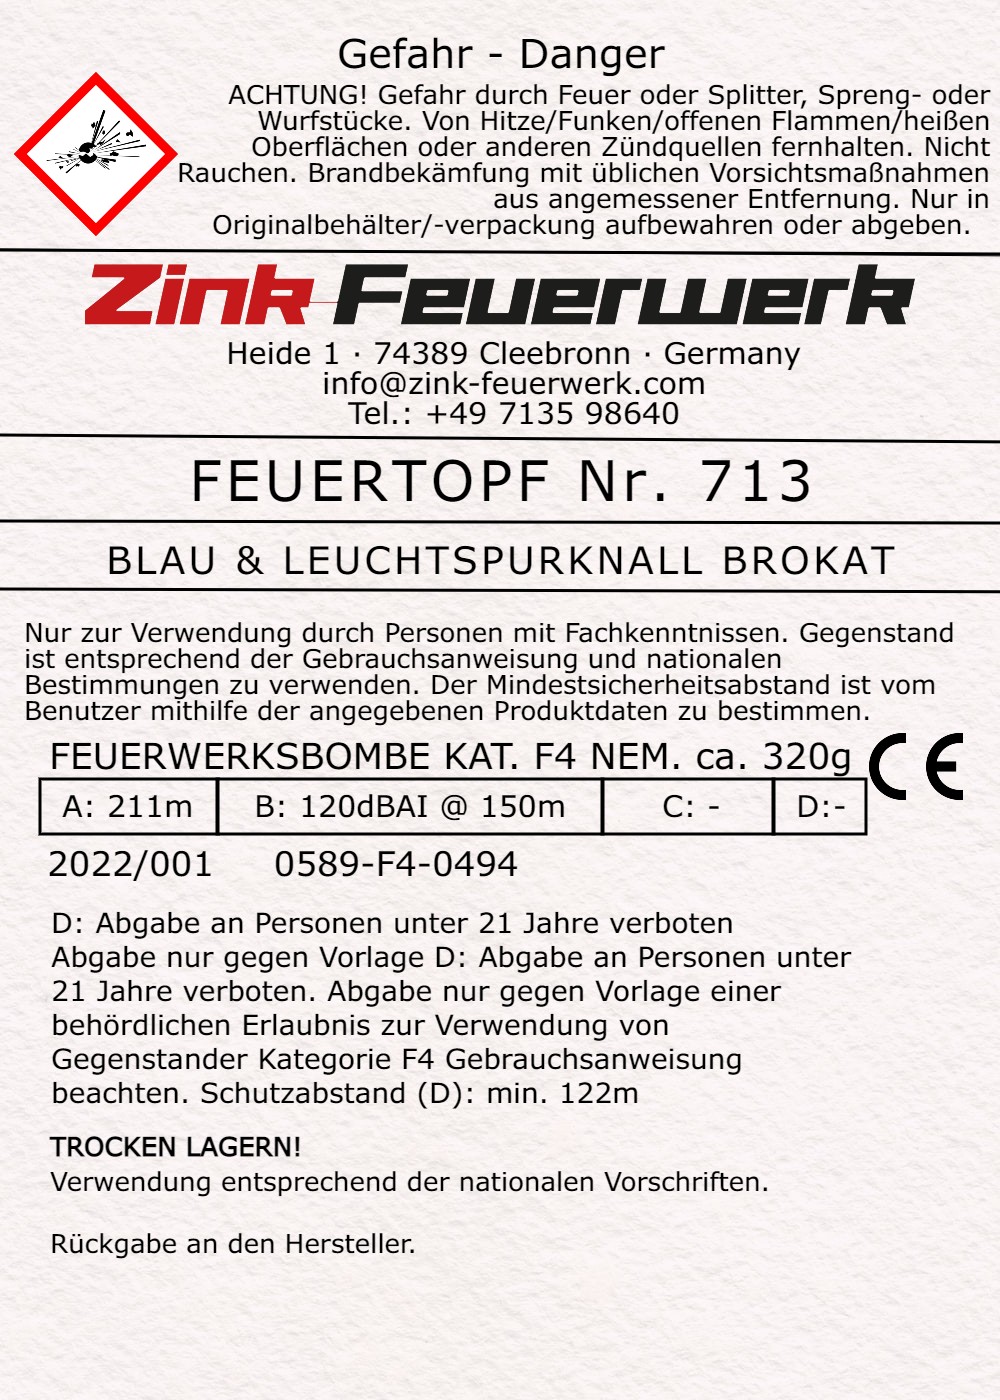 Gefahr - Danger
ACHTUNG! Gefahr durch Feuer oder Splitter, Spreng- oder
Wurfstücke. Von Hitze/Funken/offenen Flammen/heißen
Oberflächen oder anderen Zündquellen fernhalten. Nicht
Rauchen. Brandbekämfung mit üblichen Vorsichtsmaßnahmen
aus angemessener Entfernung. Nur in
Originalbehälter/-verpackung aufbewahren oder abgeben.
Zink Feuerwerk
Heide 1 · 74389 Cleebronn · Germany
info@zink-feuerwerk.com
Tel.: +49 7135 98640
FEUERTOPF Nr. 713
BLAU & LEUCHTSPURKNALL BROKAT
Nur zur Verwendung durch Personen mit Fachkenntnissen. Gegenstand
ist entsprechend der Gebrauchsanweisung und nationalen
Bestimmungen zu verwenden. Der Mindestsicherheitsabstand ist vom
Benutzer mithilfe der angegebenen Produktdaten zu bestimmen.
FEUERWERKSBOMBE KAT. F4 NEM. ca. 320g CE
A: 211m B: 120dBAI @ 150m C: - D:-
2022/001 0589-F4-0494
D: Abgabe an Personen unter 21 Jahre verboten
Abgabe nur gegen Vorlage D: Abgabe an Personen unter
21 Jahre verboten. Abgabe nur gegen Vorlage einer
behördlichen Erlaubnis zur Verwendung von
Gegenstander Kategorie F4 Gebrauchsanweisung
beachten. Schutzabstand (D): min. 122m
TROCKEN LAGERN!
Verwendung entsprechend der nationalen Vorschriften.
Rückgabe an den Hersteller.